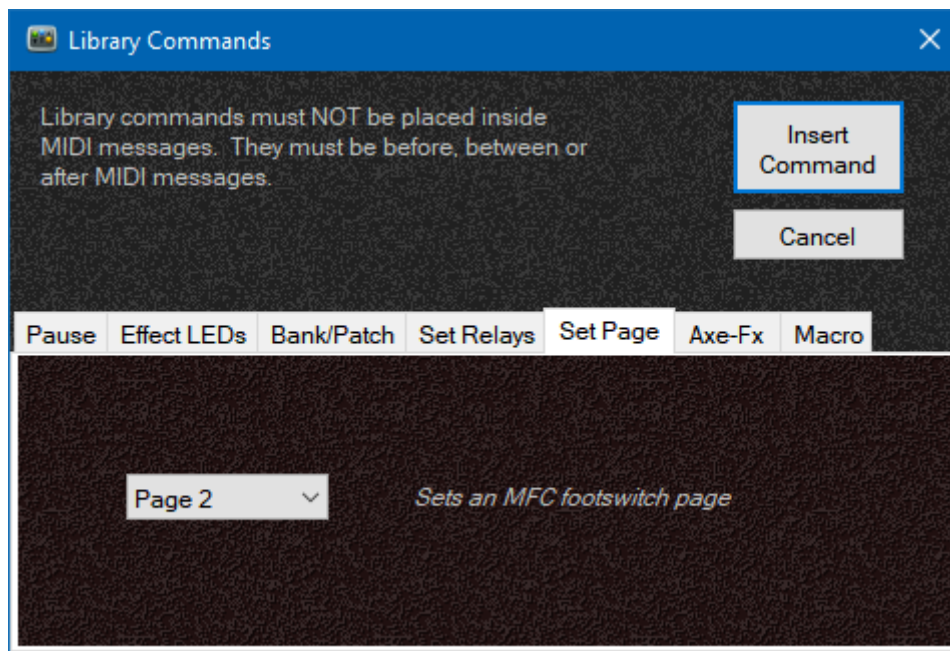 Library Commands
Library commands must NOT be placed inside
MIDI messages.  They must be before, between or
after MIDI messages.
Insert
Command
Cancel
Pause
Effect LEDs
Bank/Patch
Set Relays
Set Page
Axe-Fx
Macro
Page 2
Sets an MFC footswitch page